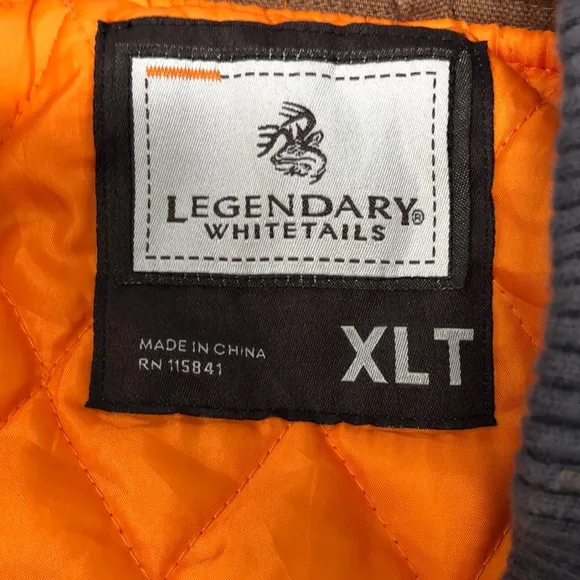 LEGENDARY®
WHITETAILS
MADE IN CHINA
RN 115841
XLT